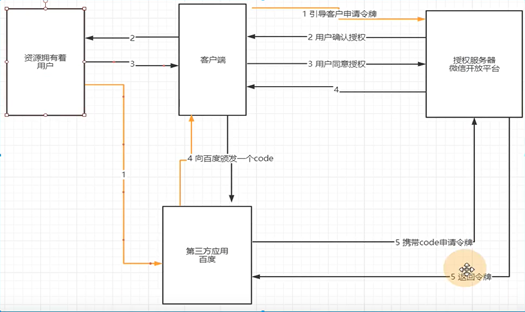 1 引导客户申请令牌
2
2 用户确认授权
资源拥有着
用户
客户端
授权服务器
微信开放平台
3
3 用户同意授权
4
4 向百度颁发一个code
1
第三方应用
百度
5 携带code申请令牌
5 返回令牌